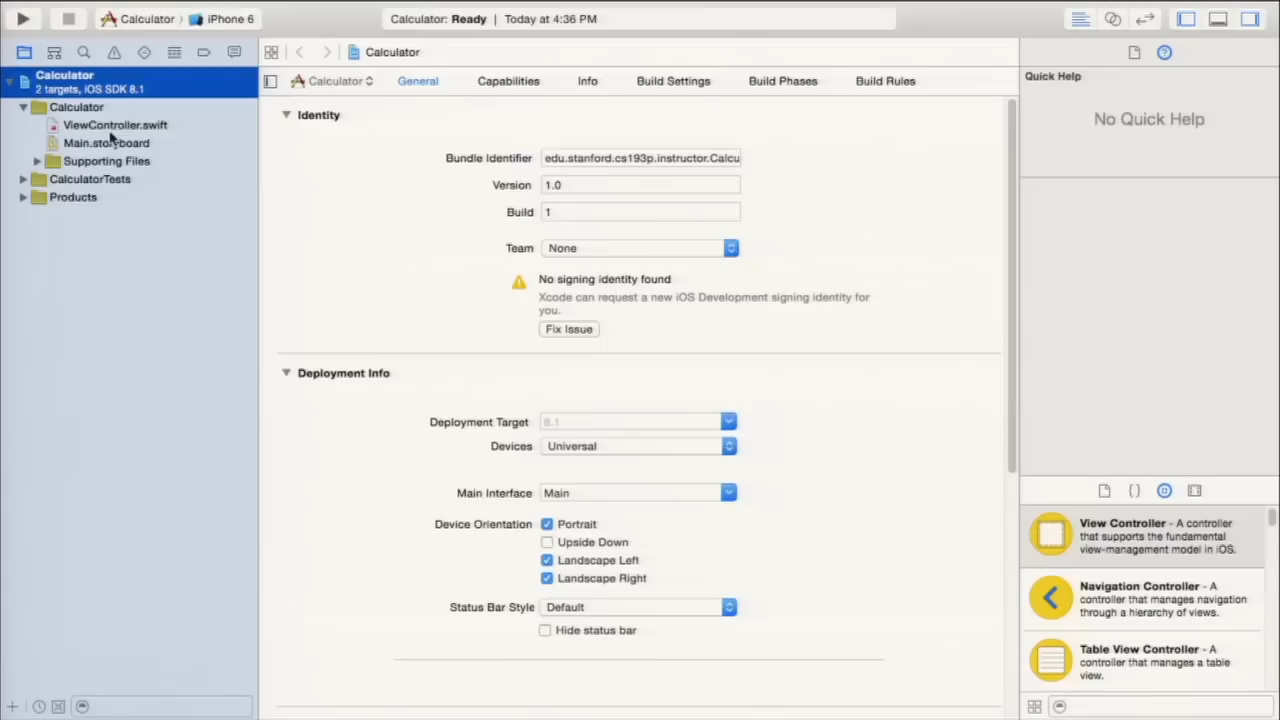 Calculator
iPhone 6
Calculator: Ready | Today at 4:36 PM
Calculator
2 targets, iOS SDK 8.1
Calculator
ViewController.swift
Main.storyboard
Supporting Files
CalculatorTests
Products
Calculator
Calculator
General
Capabilities
Info
Build Settings
Build Phases
Build Rules
Identity
Bundle Identifier
edu.stanford.cs193p.instructor.Calcu
Version
1.0
Build
1
Team
None
No signing identity found
Xcode can request a new iOS Development signing identity for
you.
Fix Issue
Deployment Info
Deployment Target
8.1
Devices
Universal
Main Interface
Main
Device Orientation
Portrait
Upside Down
Landscape Left
Landscape Right
Status Bar Style
Default
Hide status bar
Quick Help
No Quick Help
{}
View Controller - A controller
that supports the fundamental
view-management model in iOS.
Navigation Controller - A
controller that manages navigation
through a hierarchy of views.
Table View Controller - A
controller that manages a table
view.